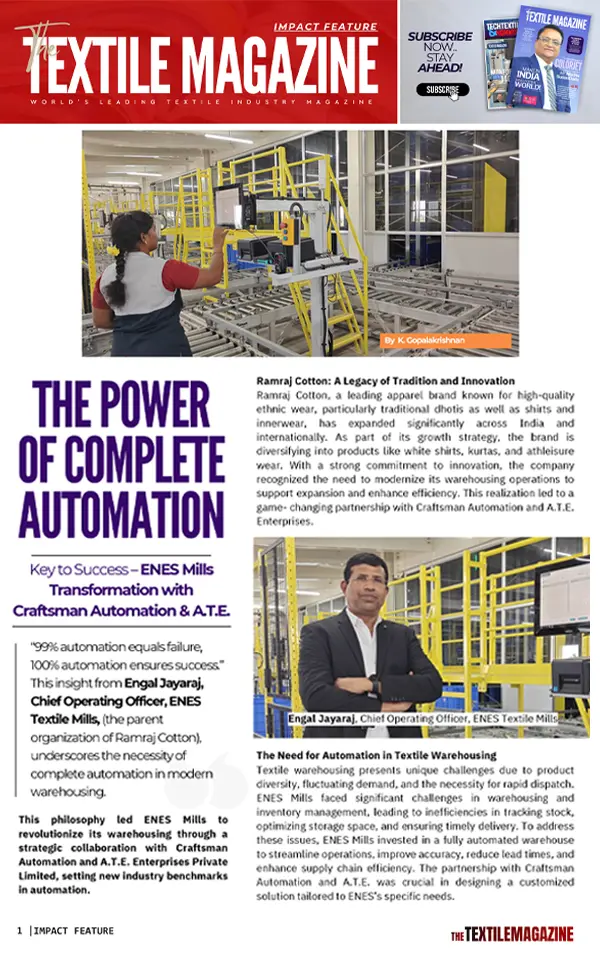 IMPACT FEATURE
The
TEXTILE MAGAZINE
WORLD'S LEADING TEXTILE INDUSTRY MAGAZINE
SUBSCRIBE
NOW..
STAY
AHEAD!
SUBSCRIBE
TEXTILE MAGAZINE
INDIA
WORLD!
COLORJET
By K. Gopalakrishnan
THE POWER
OF COMPLETE
AUTOMATION
Key to Success – ENES Mills
Transformation with
Craftsman Automation & A.T.E.
"99% automation equals failure,
100% automation ensures success."
This insight from Engal Jayaraj,
Chief Operating Officer, ENES
Textile Mills, (the parent
organization of Ramraj Cotton),
underscores the necessity of
complete automation in modern
warehousing.
This philosophy led ENES Mills to
revolutionize its warehousing through a
strategic collaboration with Craftsman
Automation and A.T.E. Enterprises Private
Limited, setting new industry benchmarks
in automation.
Ramraj Cotton: A Legacy of Tradition and Innovation
Ramraj Cotton, a leading apparel brand known for high-quality
ethnic wear, particularly traditional dhotis as well as shirts and
innerwear, has expanded significantly across India and
internationally. As part of its growth strategy, the brand is
diversifying into products like white shirts, kurtas, and athleisure
wear. With a strong commitment to innovation, the company
recognized the need to modernize its warehousing operations to
support expansion and enhance efficiency. This realization led to a
game- changing partnership with Craftsman Automation and A.T.E.
Enterprises.
Engal Jayaraj, Chief Operating Officer, ENES Textile Mills
The Need for Automation in Textile Warehousing
Textile warehousing presents unique challenges due to product
diversity, fluctuating demand, and the necessity for rapid dispatch.
ENES Mills faced significant challenges in warehousing and
inventory management, leading to inefficiencies in tracking stock,
optimizing storage space, and ensuring timely delivery. To address
these issues, ENES Mills invested in a fully automated warehouse
to streamline operations, improve accuracy, reduce lead times, and
enhance supply chain efficiency. The partnership with Craftsman
Automation and A.T.E. was crucial in designing a customized
solution tailored to ENES's specific needs.
1 |IMPACT FEATURE
THE TEXTILE MAGAZINE